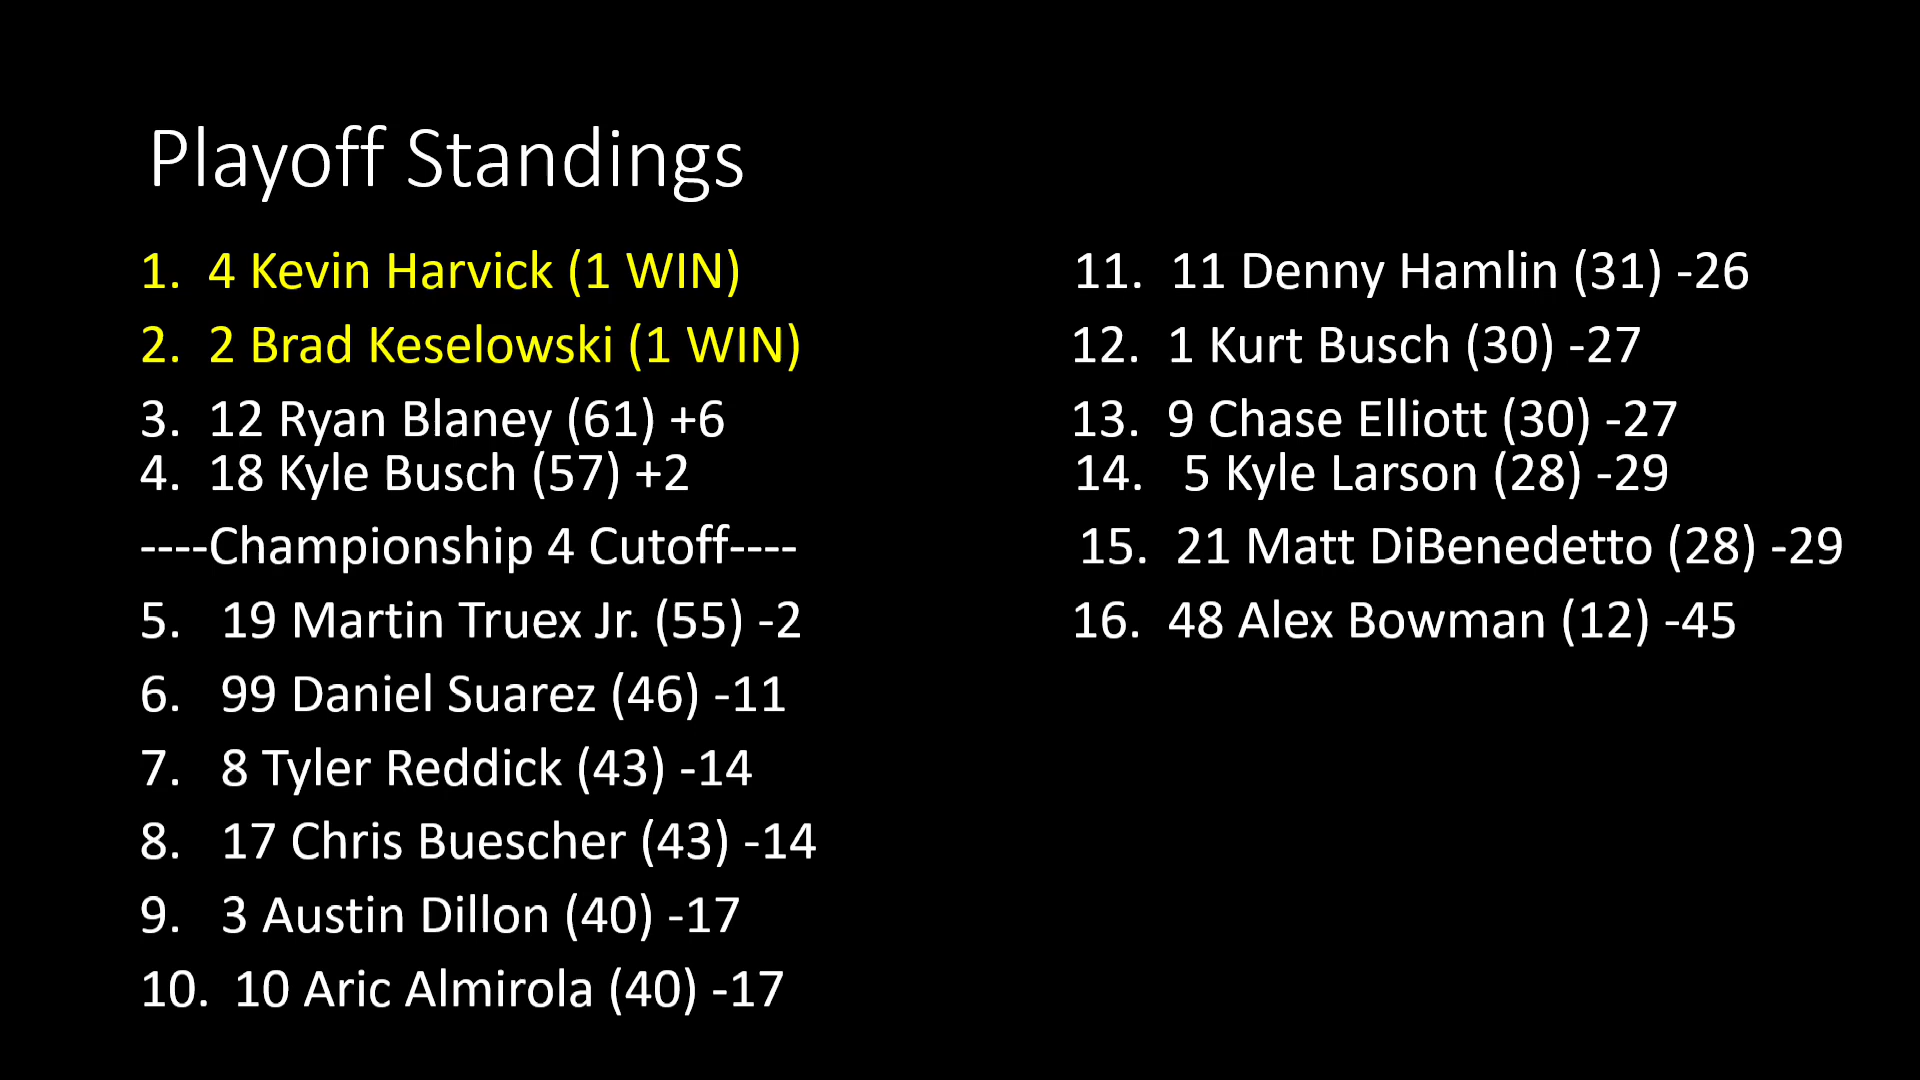 Playoff Standings
1. 4 Kevin Harvick (1 WIN)
2. 2 Brad Keselowski (1 WIN)
3. 12 Ryan Blaney (61) +6
4. 18 Kyle Busch (57) +2
----Championship 4 Cutoff----
5. 19 Martin Truex Jr. (55) -2
6. 99 Daniel Suarez (46) -11
7. 8 Tyler Reddick (43) -14
8. 17 Chris Buescher (43) -14
9. 3 Austin Dillon (40) -17
10. 10 Aric Almirola (40) -17
11. 11 Denny Hamlin (31) -26
12. 1 Kurt Busch (30) -27
13. 9 Chase Elliott (30) -27
14. 5 Kyle Larson (28) -29
15. 21 Matt DiBenedetto (28) -29
16. 48 Alex Bowman (12) -45